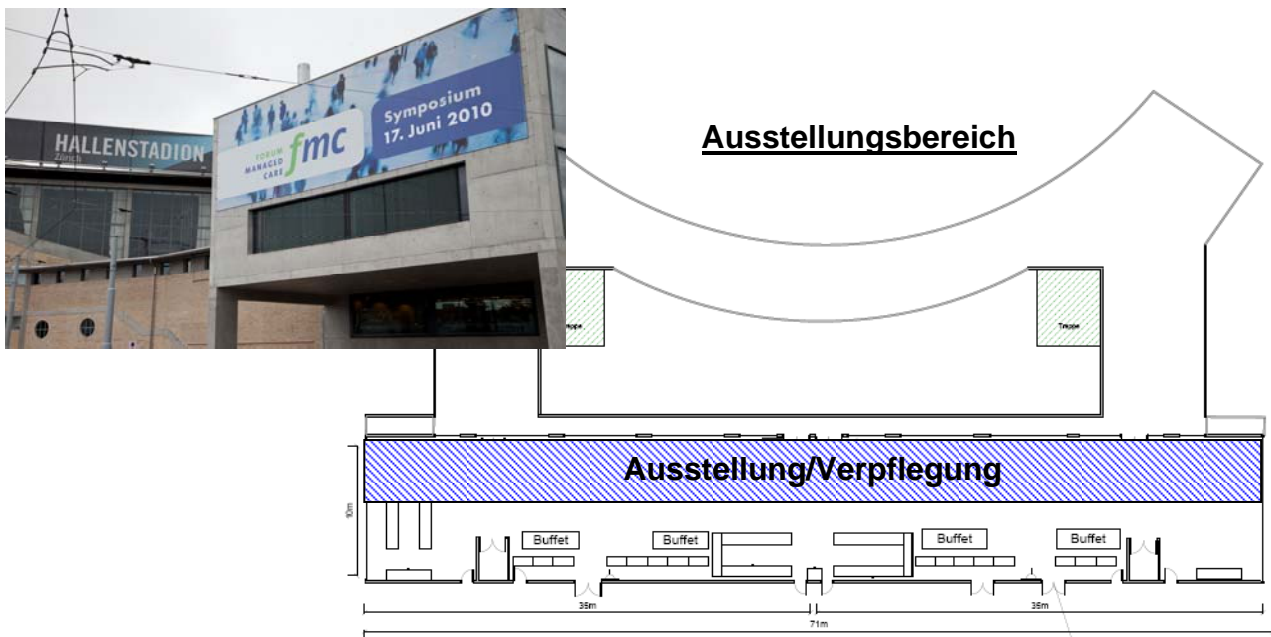 HALLENSTADION
Zürich
FORUM
MANAGED
CARE
fmc
Symposium
17. Juni 2010
Ausstellungsbereich
Treppe
Ausstellung/Verpflegung
10m
Buffet
Buffet
Buffet
Buffet
35m
35m
71m